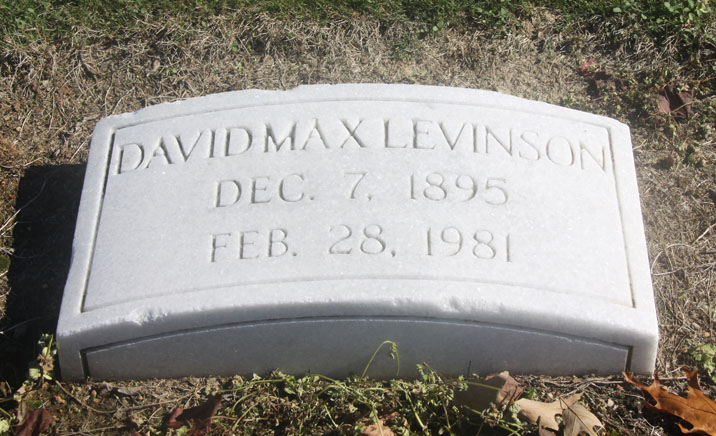 DAVID MAX LEVINSON
DEC. 7, 1895
FEB. 28, 1981